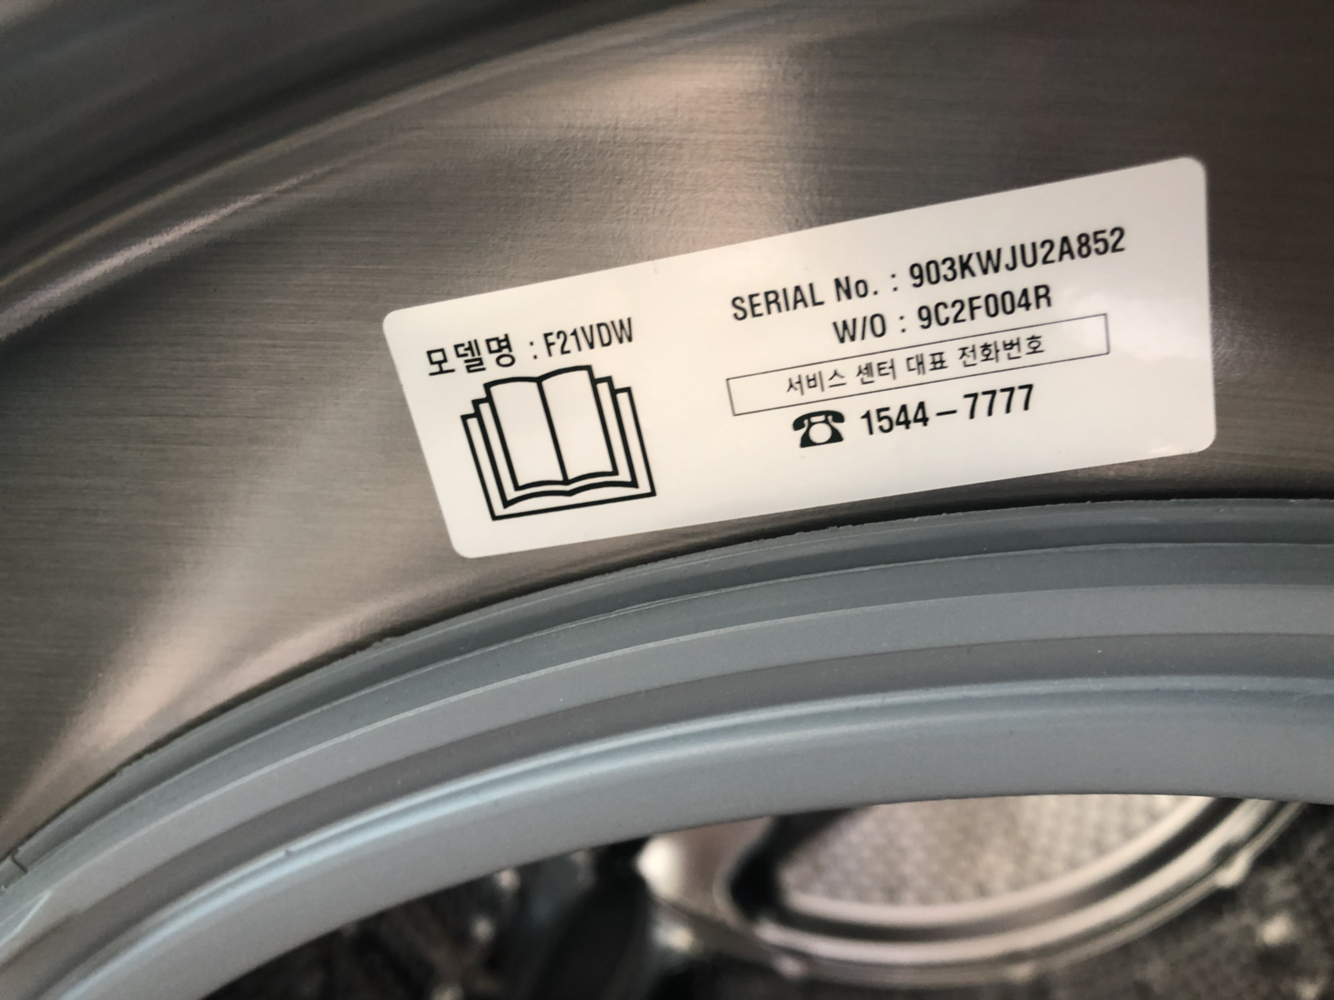 모델명 : F21VDW
SERIAL No. : 903KWJU2A852
W/O : 9C2F004R
서비스 센터 대표 전화번호
☎ 1544-7777